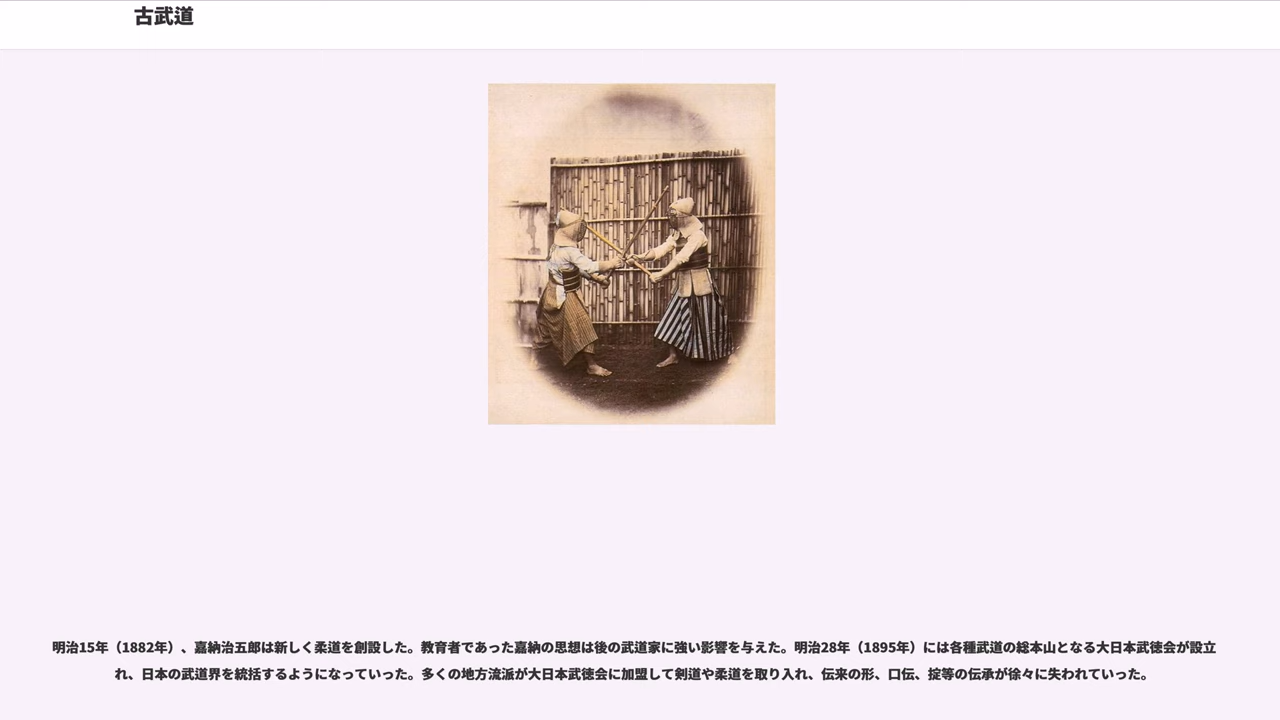 古武道
明治15年（1882年）、嘉納治五郎は新しく柔道を創設した。教育者であった嘉納の思想は後の武道家に強い影響を与えた。明治28年（1895年）には各種武道の総本山となる大日本武徳会が設立
れ、日本の武道界を統括するようになっていった。多くの地方流派が大日本武徳会に加盟して剣道や柔道を取り入れ、伝来の形、口伝、掟等の伝承が徐々に失われていった。